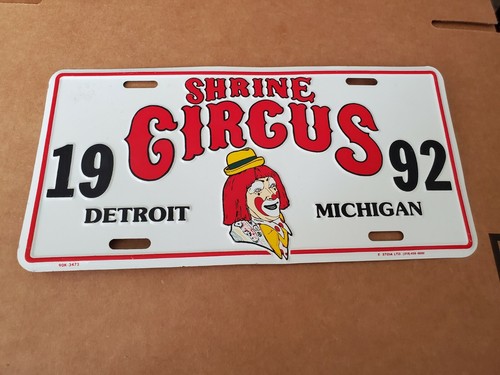 SHRINE
CIRCUS
19 92
DETROIT MICHIGAN